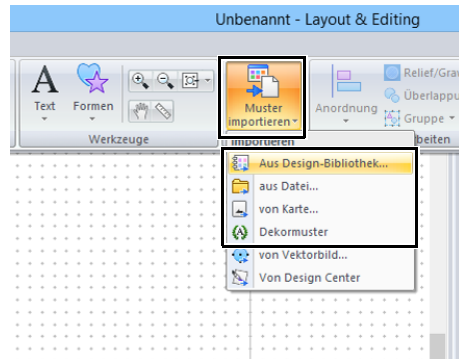 Unbenannt - Layout & Editing
A
Text
Formen
Muster
importieren
Anordnung
Relief/Gra
Überlappu
Gruppe
Werkzeuge
Importieren
beiten
Aus Design-Bibliothek...
aus Datei...
von Karte...
Dekormuster
von Vektorbild...
Von Design Center